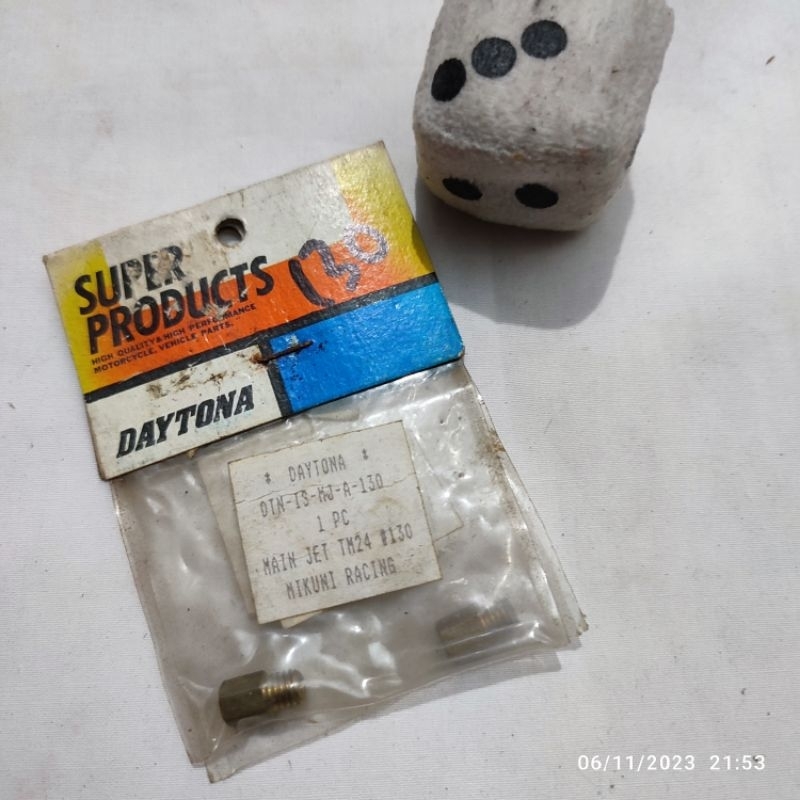 SUPER
PRODUCTS
130
HIGH QUALITY & HIGH PERFORMANCE
MOTORCYCLE, VEHICLE, PARTS.
DAYTONA
* DAYTONA *
DTN-IS-MJ-A-130
1 PC
MAIN JET TM24 #130
MIKUNI RACING
06/11/2023 21:53